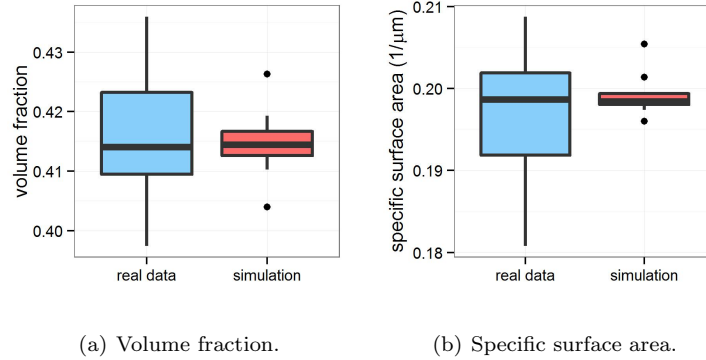 volume fraction
0.43
0.42
0.41
0.40
real data simulation
specific surface area (1/μm)
0.21
0.20
0.19
0.18
real data simulation
(a) Volume fraction.
(b) Specific surface area.